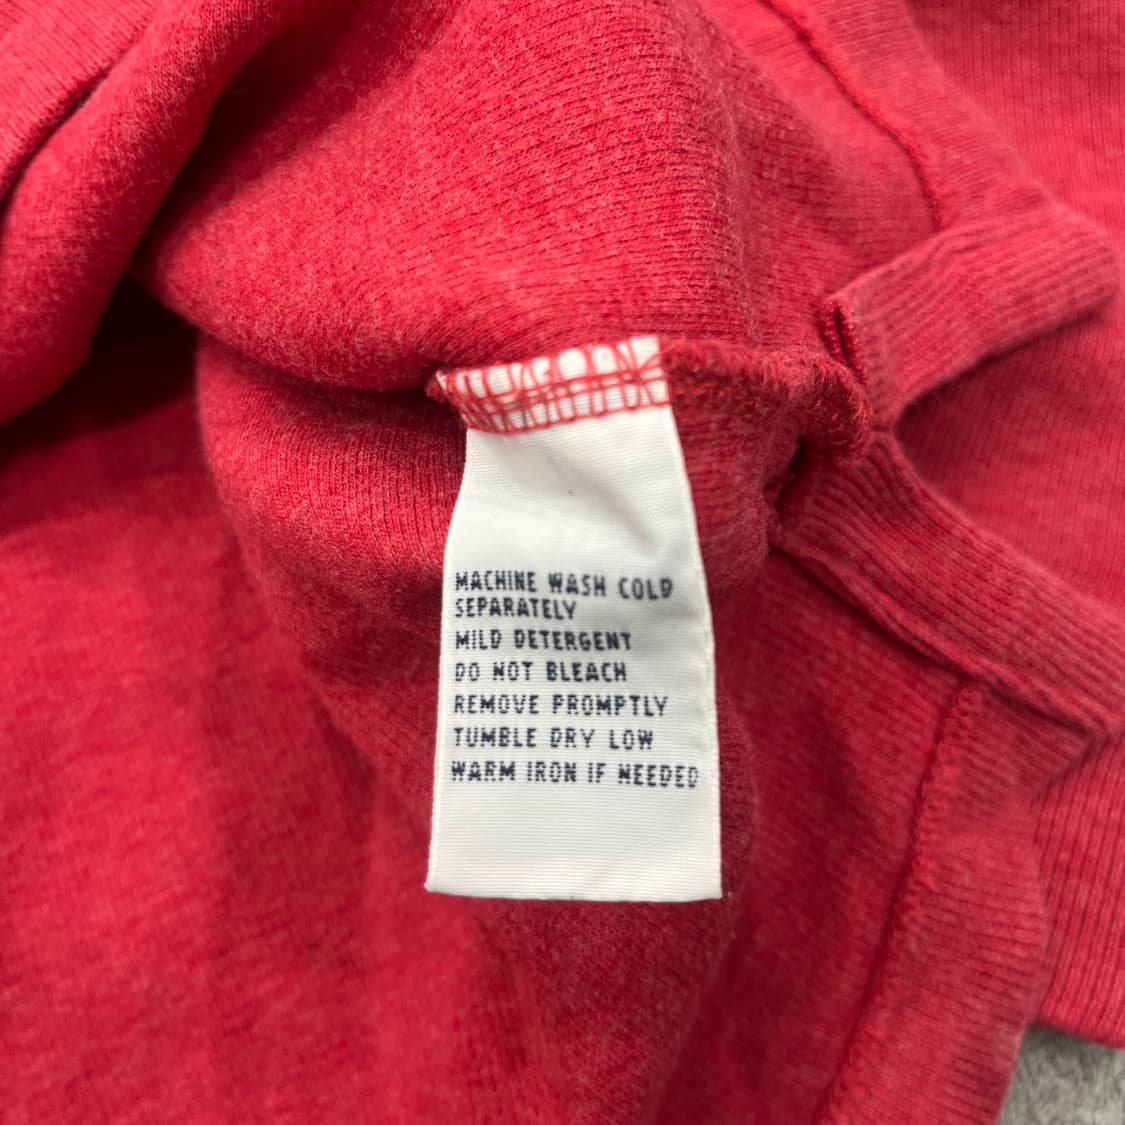 MACHINE WASH COLD
SEPARATELY
MILD DETERGENT
DO NOT BLEACH
REMOVE PROMPTLY
TUMBLE DRY LOW
WARM IRON IF NEEDED